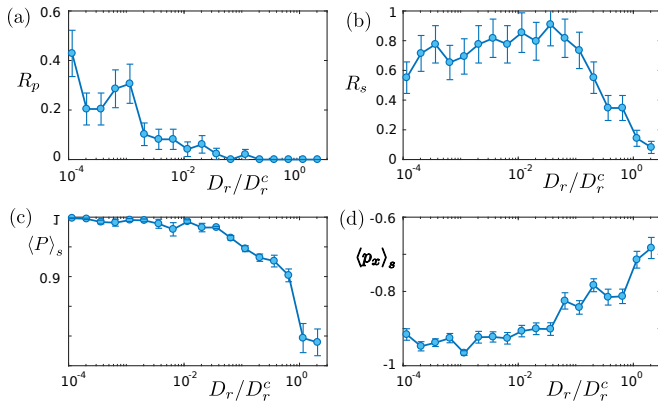 (a)
0.6
0.4
R_p
0.2
0
10^{-4}
10^{-2}
10^{0}
D_r/D_r^c
(b)
1
0.8
0.6
R_s
0.4
0.2
0
10^{-4}
10^{-2}
10^{0}
D_r/D_r^c
(c)
1
⟨P⟩_s
0.9
10^{-4}
10^{-2}
10^{0}
D_r/D_r^c
(d)
-0.6
⟨p_x⟩_s
-0.8
-1
10^{-4}
10^{-2}
10^{0}
D_r/D_r^c